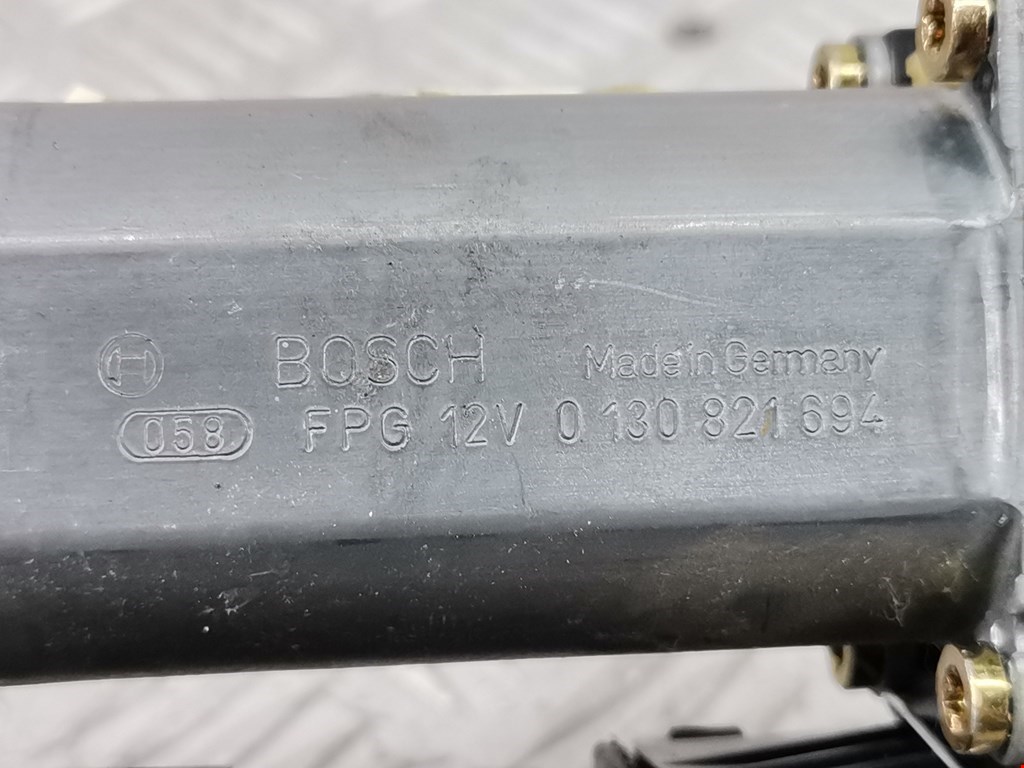 BOSCH Made in Germany
058 FPG 12V 0 130 821 694